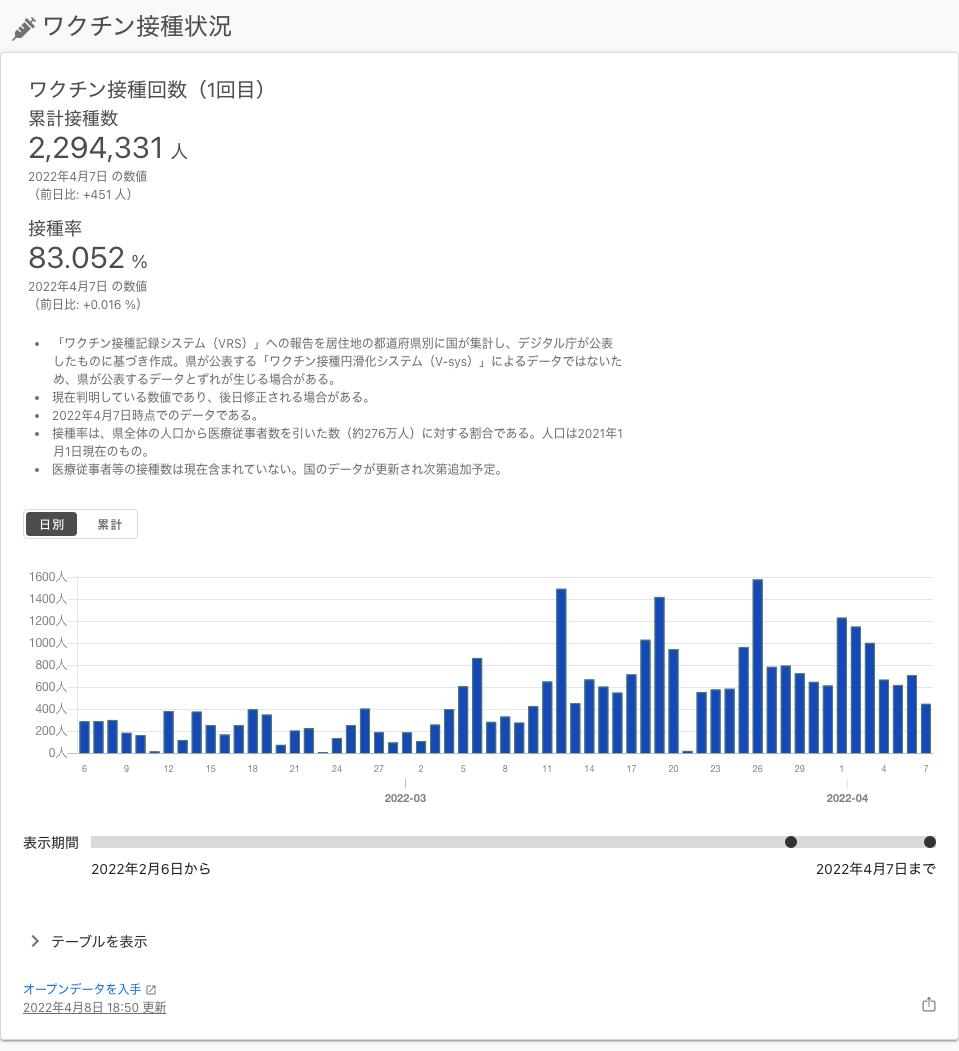 ワクチン接種状況
ワクチン接種回数（1回目）
累計接種数
2,294,331 人
2022年4月7日 の数値
（前日比: +451 人）
接種率
83.052 %
2022年4月7日 の数値
（前日比: +0.016 %）
• 「ワクチン接種記録システム（VRS）」への報告を居住地の都道府県別に国が集計し、デジタル庁が公表
したものに基づき作成。県が公表する「ワクチン接種円滑化システム（V-sys）」によるデータではないた
め、県が公表するデータとずれが生じる場合がある。
• 現在判明している数値であり、後日修正される場合がある。
• 2022年4月7日時点でのデータである。
• 接種率は、県全体の人口から医療従事者数を引いた数（約276万人）に対する割合である。人口は2021年1
月1日現在のもの。
• 医療従事者等の接種数は現在含まれていない。国のデータが更新され次第追加予定。
日別 累計
1600人
1400人
1200人
1000人
800人
600人
400人
200人
0人
6 9 12 15 18 21 24 27 2 5 8 11 14 17 20 23 26 29 1 4 7
2022-03 2022-04
表示期間
2022年2月6日から 2022年4月7日まで
テーブルを表示
オープンデータを入手
2022年4月8日 18:50 更新